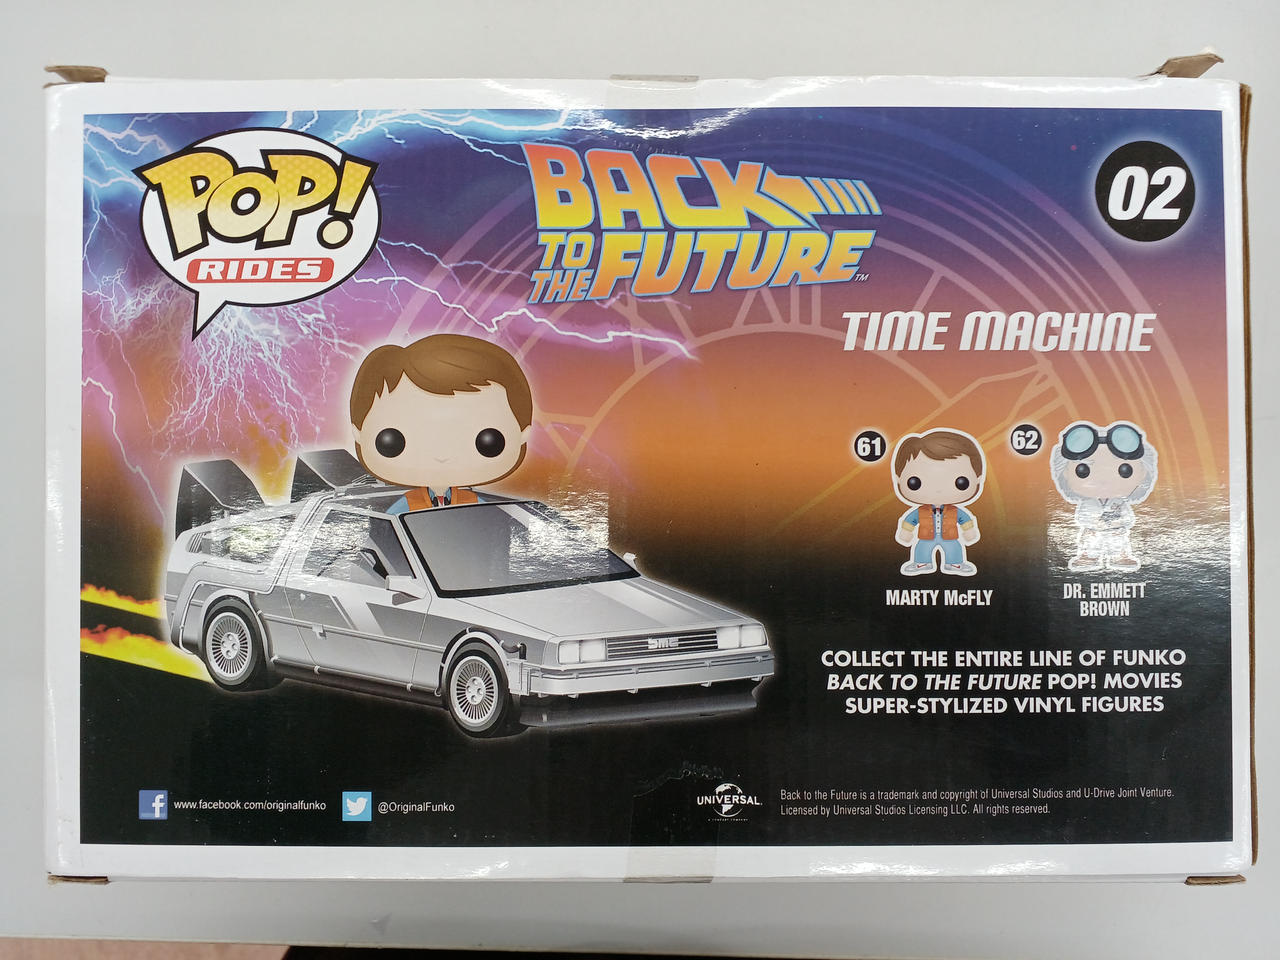 POP!
RIDES
BACK
TO THE FUTURE™
02
TIME MACHINE
61
62
MARTY McFLY
DR. EMMETT
BROWN
COLLECT THE ENTIRE LINE OF FUNKO
BACK TO THE FUTURE POP! MOVIES
SUPER-STYLIZED VINYL FIGURES
DMC
www.facebook.com/originalfunko
@OriginalFunko
UNIVERSAL
Back to the Future is a trademark and copyright of Universal Studios and U-Drive Joint Venture.
Licensed by Universal Studios Licensing LLC. All rights reserved.